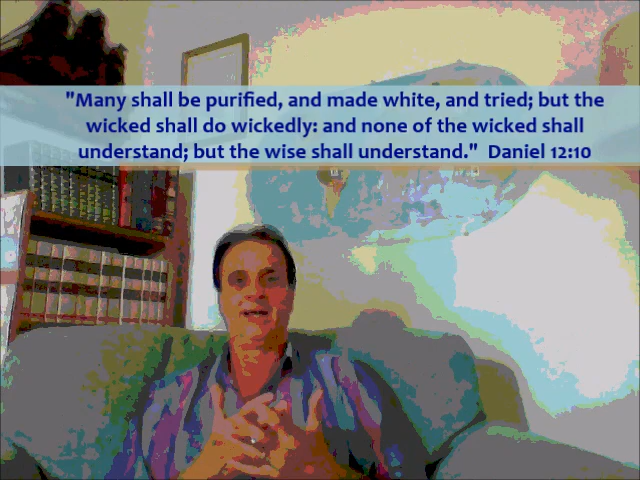 "Many shall be purified, and made white, and tried; but the
wicked shall do wickedly: and none of the wicked shall
understand; but the wise shall understand."  Daniel 12:10